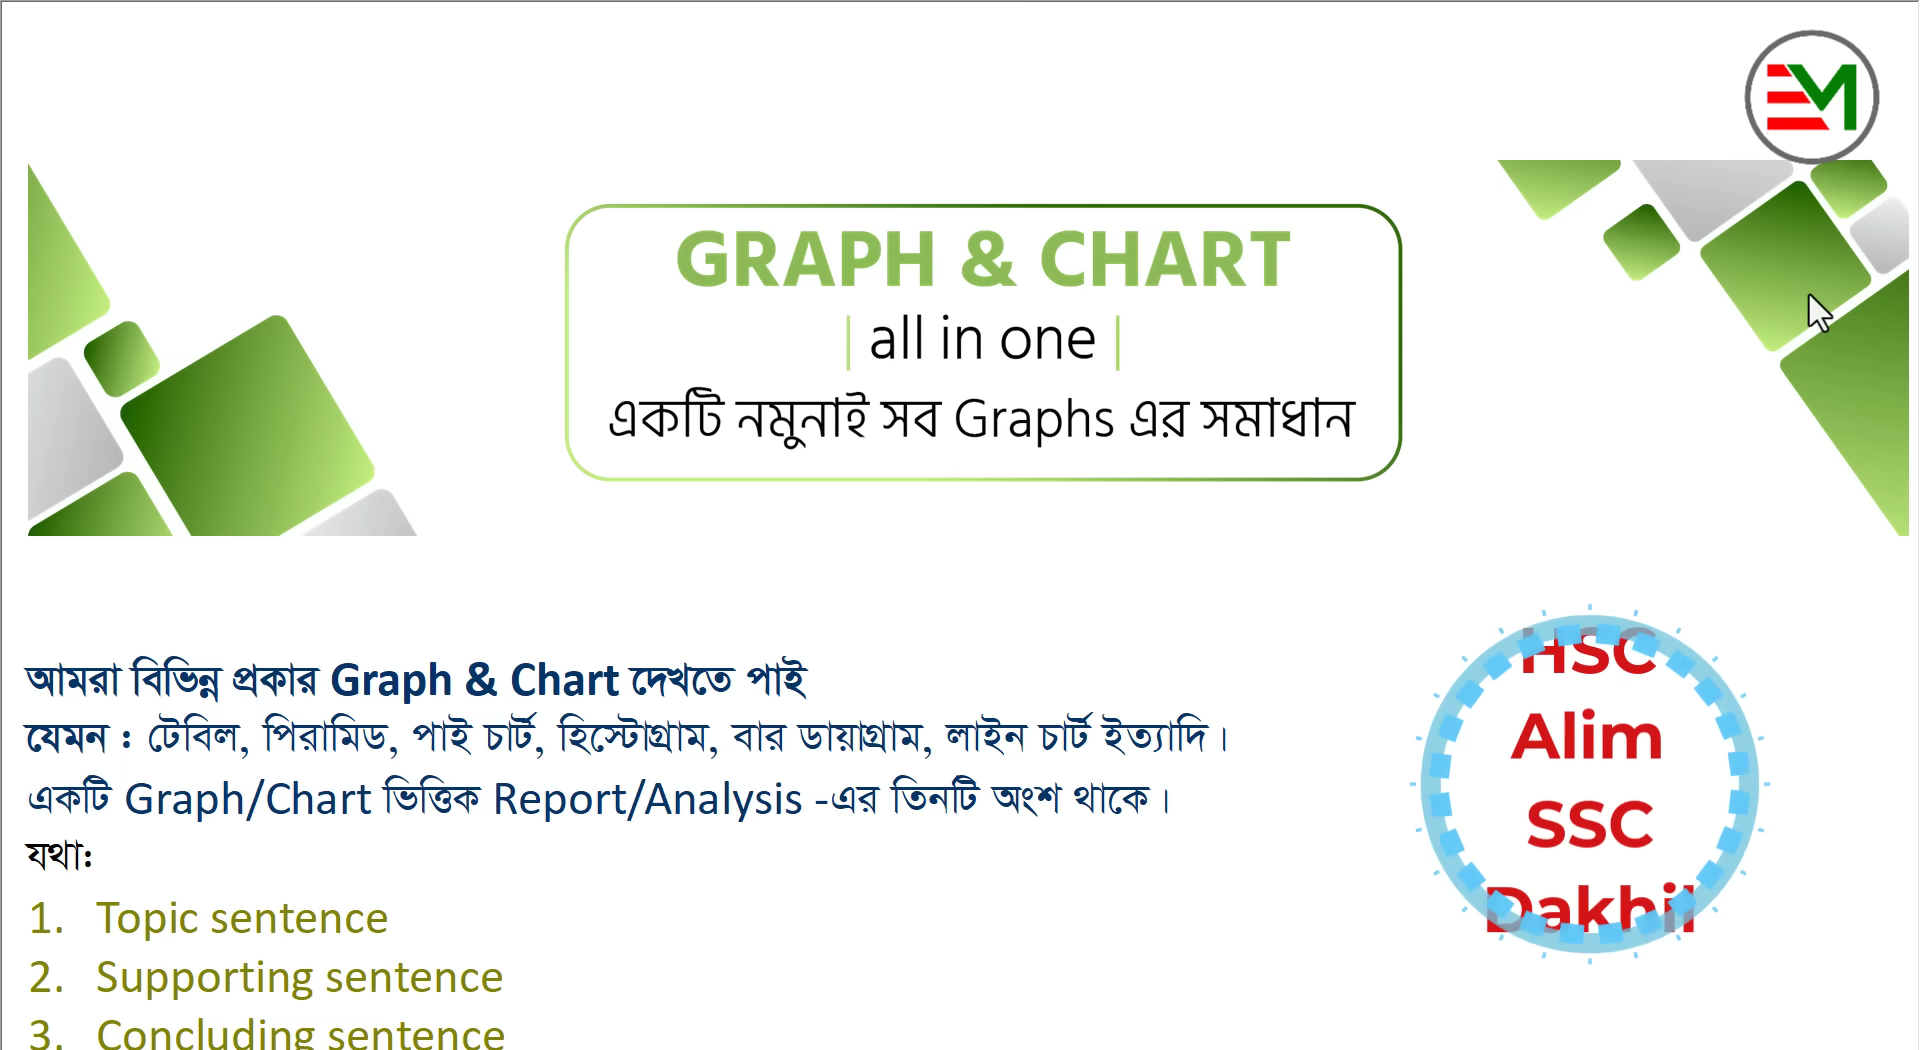 EM
GRAPH & CHART
| all in one |
একটি নমুনাই সব Graphs এর সমাধান
আমরা বিভিন্ন প্রকার Graph & Chart দেখতে পাই
যেমন : টেবিল, পিরামিড, পাই চার্ট, হিস্টোগ্রাম, বার ডায়াগ্রাম, লাইন চার্ট ইত্যাদি।
একটি Graph/Chart ভিত্তিক Report/Analysis -এর তিনটি অংশ থাকে।
যথা:
1. Topic sentence
2. Supporting sentence
3. Concluding sentence
HSC
Alim
SSC
Dakhil